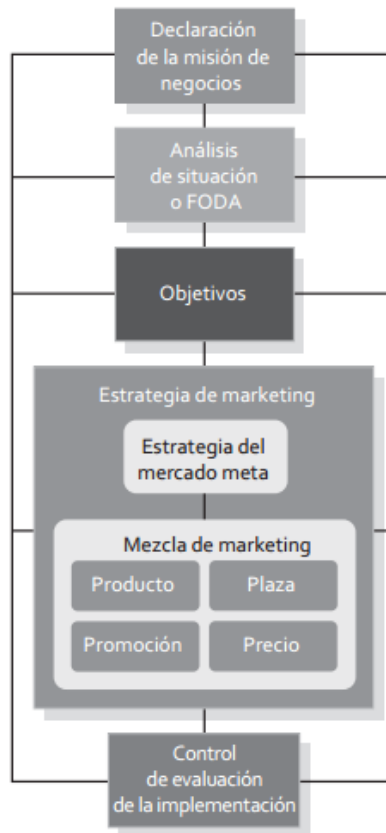 Declaración
de la misión de
negocios
Análisis
de situación
o FODA
Objetivos
Estrategia de marketing
Estrategia del
mercado meta
Mezcla de marketing
Producto
Plaza
Promoción
Precio
Control
de evaluación
de la implementación